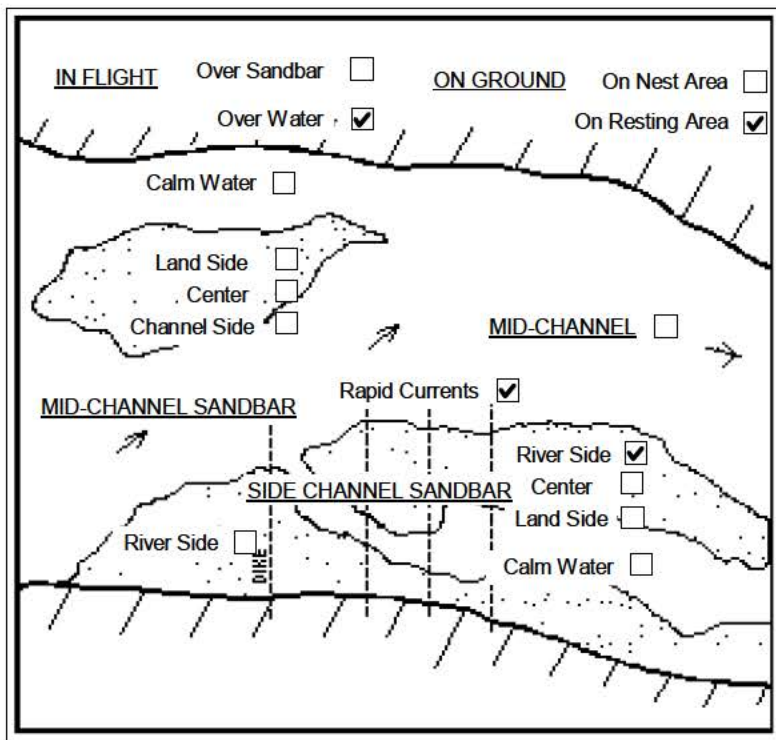 IN FLIGHT
Over Sandbar
Over Water
ON GROUND
On Nest Area
On Resting Area
Calm Water
Land Side
Center
Channel Side
MID-CHANNEL
Rapid Currents
MID-CHANNEL SANDBAR
River Side
Center
Land Side
SIDE CHANNEL SANDBAR
River Side
DIKE
Calm Water